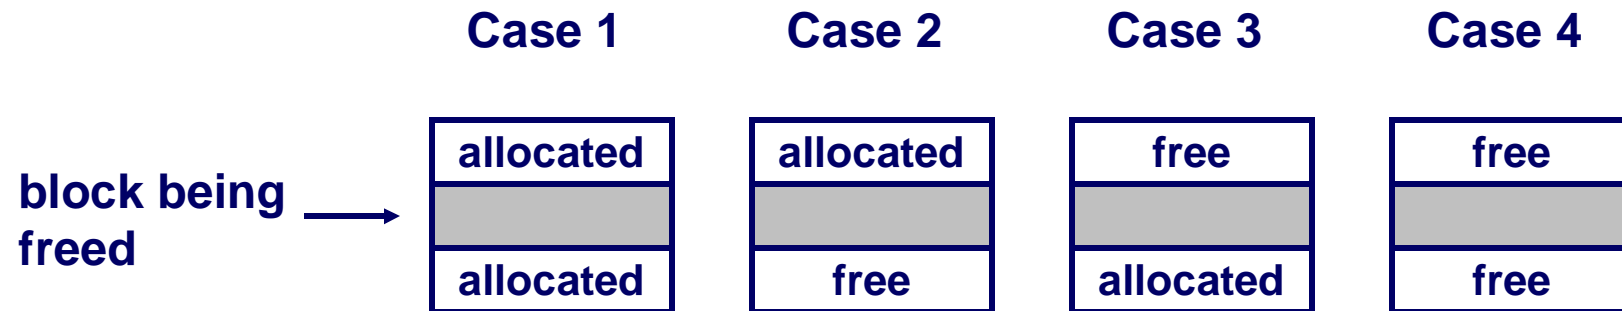 Case 1 Case 2 Case 3 Case 4
allocated allocated free free
block being
freed
allocated free allocated free